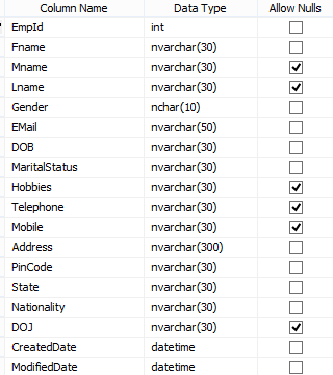 Column Name Data Type Allow Nulls
EmpId int
Fname nvarchar(30)
Mname nvarchar(30)
Lname nvarchar(30)
Gender nchar(10)
EMail nvarchar(50)
DOB nvarchar(30)
MaritalStatus nvarchar(30)
Hobbies nvarchar(30)
Telephone nvarchar(30)
Mobile nvarchar(30)
Address nvarchar(300)
PinCode nvarchar(30)
State nvarchar(30)
Nationality nvarchar(30)
DOJ nvarchar(30)
CreatedDate datetime
ModifiedDate datetime